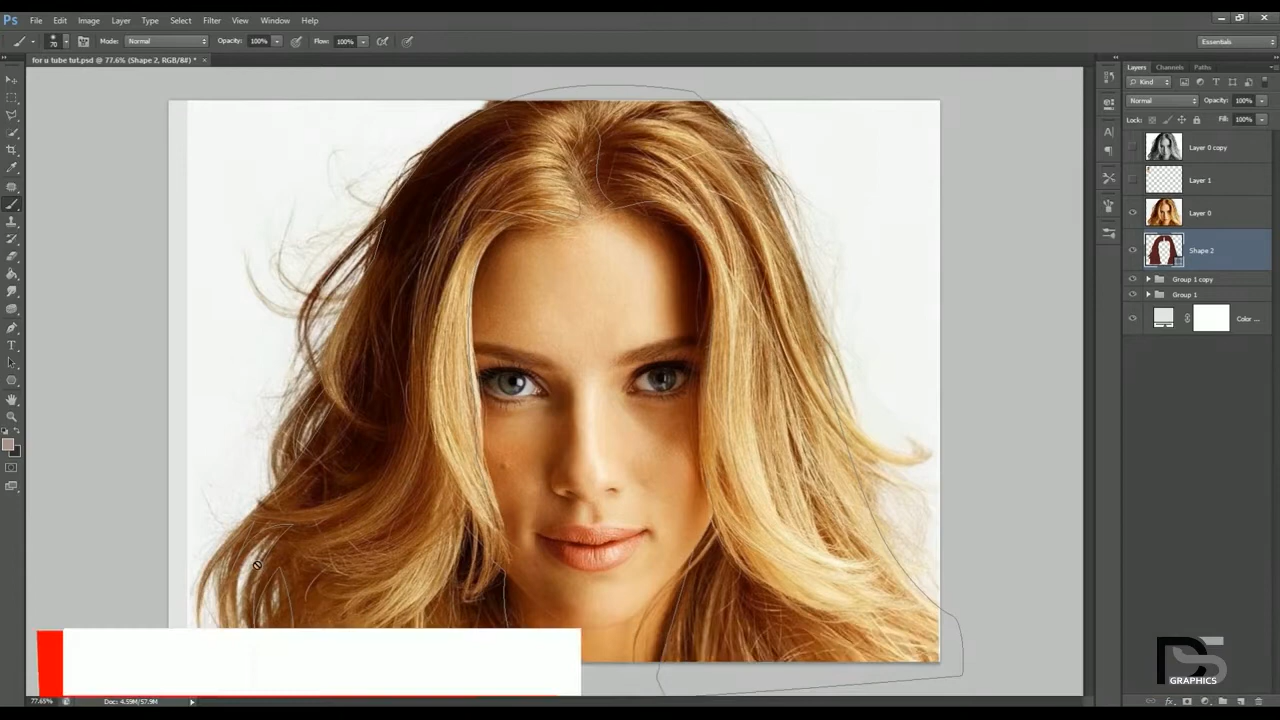 Ps File Edit Image Layer Type Select Filter View Window Help
70 Mode: Normal Opacity: 100% Flow: 100% Essentials
for u tube tut.psd @ 77.6% (Shape 2, RGB/8#) * ×
Layers Channels Paths
Kind
Normal Opacity: 100%
Lock: Fill: 100%
Layer 0 copy
Layer 1
Layer 0
Shape 2
Group 1 copy
Group 1
Color ...
DS
GRAPHICS
77.65% Doc: 4.59M/57.9M